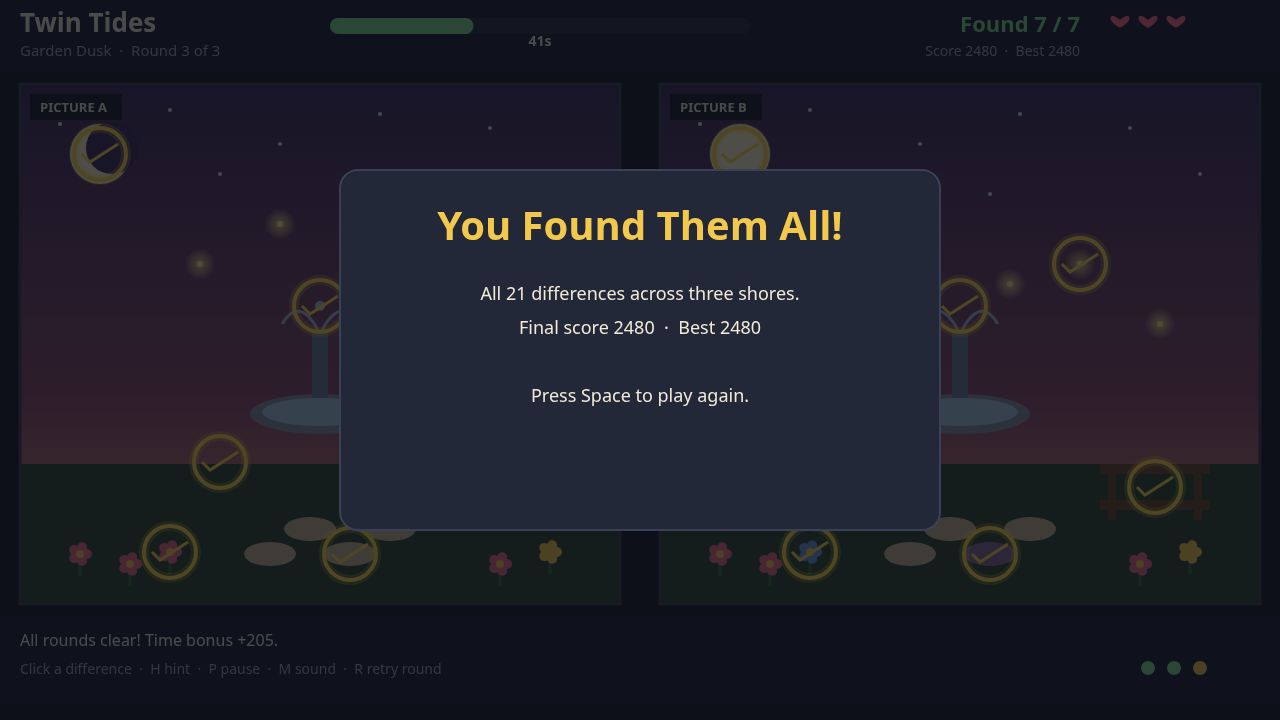 Twin Tides
Garden Dusk · Round 3 of 3
41s
Found 7 / 7
Score 2480 · Best 2480
PICTURE A
PICTURE B
You Found Them All!
All 21 differences across three shores.
Final score 2480 · Best 2480
Press Space to play again.
All rounds clear! Time bonus +205.
Click a difference · H hint · P pause · M sound · R retry round